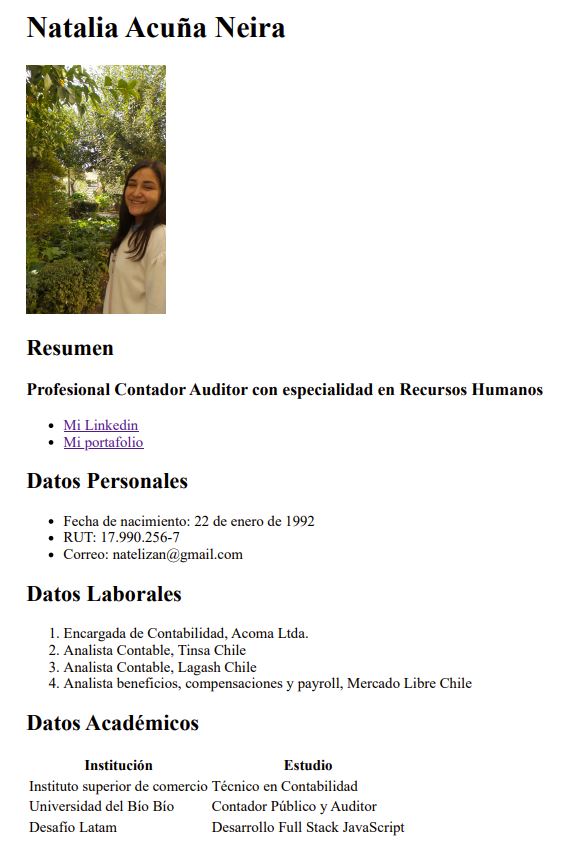 Natalia Acuña Neira
Resumen
Profesional Contador Auditor con especialidad en Recursos Humanos
Mi Linkedin
Mi portafolio
Datos Personales
Fecha de nacimiento: 22 de enero de 1992
RUT: 17.990.256-7
Correo: natelizan@gmail.com
Datos Laborales
1. Encargada de Contabilidad, Acoma Ltda.
2. Analista Contable, Tinsa Chile
3. Analista Contable, Lagash Chile
4. Analista beneficios, compensaciones y payroll, Mercado Libre Chile
Datos Académicos
Institución Estudio
Instituto superior de comercio Técnico en Contabilidad
Universidad del Bío Bío Contador Público y Auditor
Desafío Latam Desarrollo Full Stack JavaScript